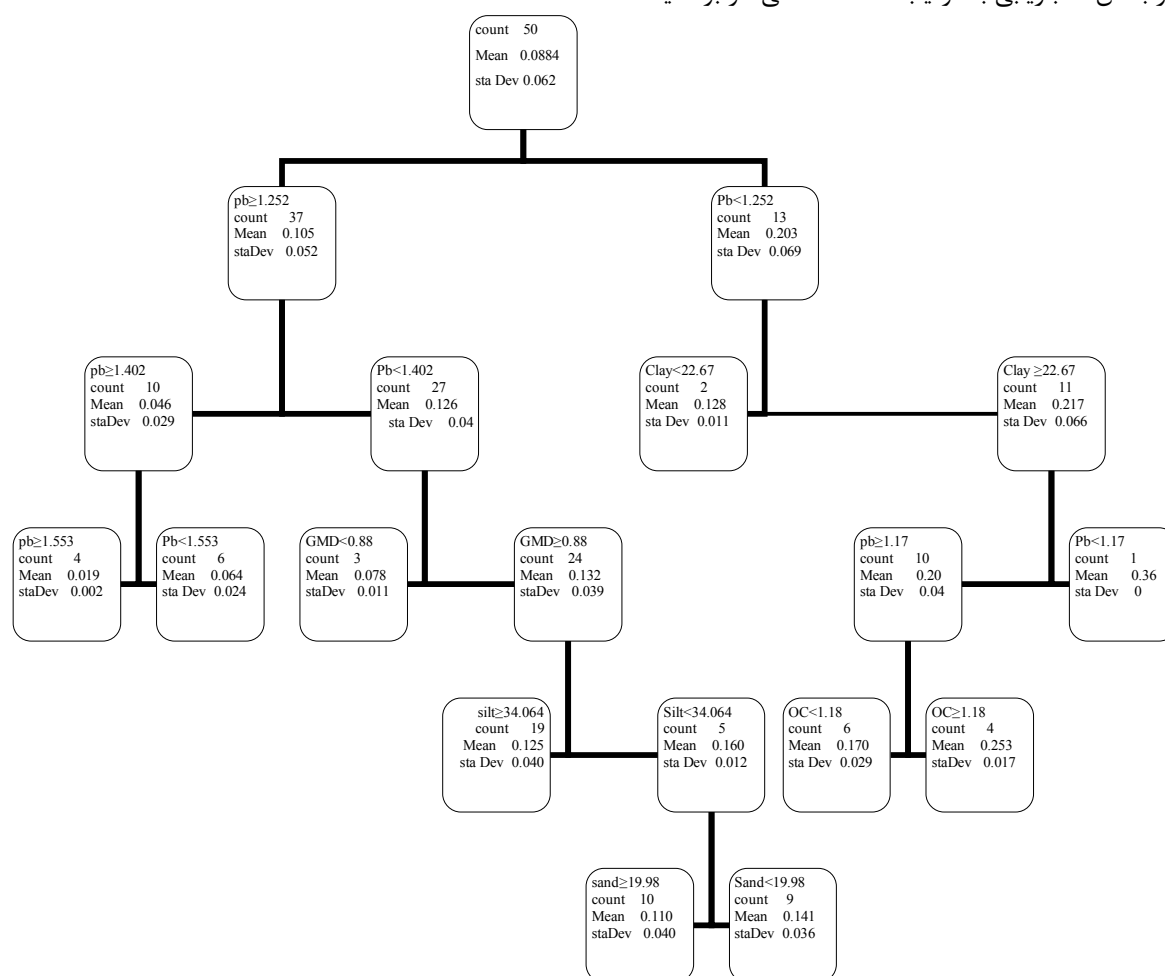 count 50
Mean 0.0884
sta Dev 0.062
pb≥1.252
count 37
Mean 0.105
staDev 0.052
Pb<1.252
count 13
Mean 0.203
sta Dev 0.069
pb≥1.402
count 10
Mean 0.046
staDev 0.029
Pb<1.402
count 27
Mean 0.126
sta Dev 0.04
Clay<22.67
count 2
Mean 0.128
sta Dev 0.011
Clay ≥22.67
count 11
Mean 0.217
sta Dev 0.066
pb≥1.553
count 4
Mean 0.019
staDev 0.002
Pb<1.553
count 6
Mean 0.064
sta Dev 0.024
GMD<0.88
count 3
Mean 0.078
staDev 0.011
GMD≥0.88
count 24
Mean 0.132
staDev 0.039
pb≥1.17
count 10
Mean 0.20
sta Dev 0.04
Pb<1.17
count 1
Mean 0.36
sta Dev 0
silt≥34.064
count 19
Mean 0.125
sta Dev 0.040
Silt<34.064
count 5
Mean 0.160
sta Dev 0.012
OC<1.18
count 6
Mean 0.170
sta Dev 0.029
OC≥1.18
count 4
Mean 0.253
staDev 0.017
sand≥19.98
count 10
Mean 0.110
staDev 0.040
Sand<19.98
count 9
Mean 0.141
staDev 0.036